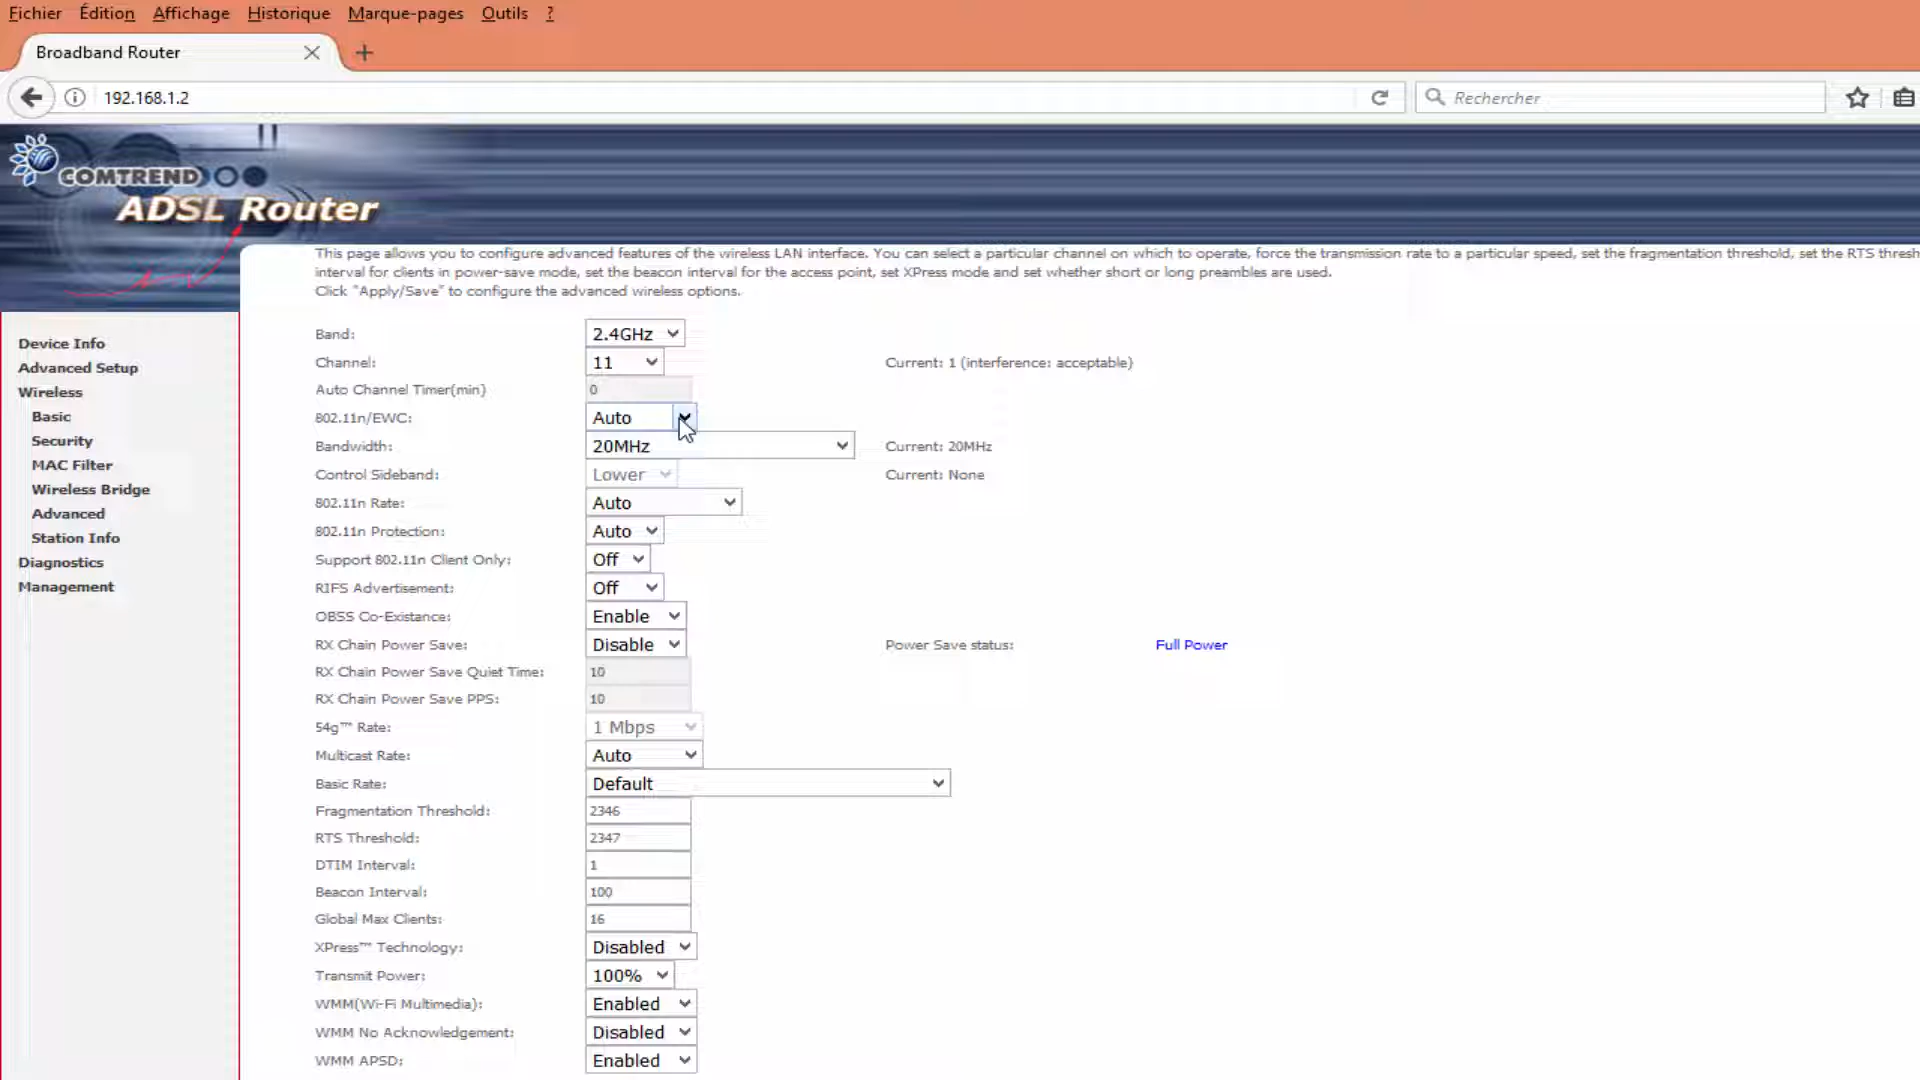 Fichier Édition Affichage Historique Marque-pages Outils ?
Broadband Router
192.168.1.2
Rechercher
COMTREND
ADSL Router
This page allows you to configure advanced features of the wireless LAN interface. You can select a particular channel on which to operate, force the transmission rate to a particular speed, set the fragmentation threshold, set the RTS thresh
interval for clients in power-save mode, set the beacon interval for the access point, set XPress mode and set whether short or long preambles are used.
Click "Apply/Save" to configure the advanced wireless options.
Device Info
Advanced Setup
Wireless
Basic
Security
MAC Filter
Wireless Bridge
Advanced
Station Info
Diagnostics
Management
Band: 2.4GHz
Channel: 11 Current: 1 (interference: acceptable)
Auto Channel Timer(min) 0
802.11n/EWC: Auto
Bandwidth: 20MHz Current: 20MHz
Control Sideband: Lower Current: None
802.11n Rate: Auto
802.11n Protection: Auto
Support 802.11n Client Only: Off
RIFS Advertisement: Off
OBSS Co-Existance: Enable
RX Chain Power Save: Disable Power Save status: Full Power
RX Chain Power Save Quiet Time: 10
RX Chain Power Save PPS: 10
54g™ Rate: 1 Mbps
Multicast Rate: Auto
Basic Rate: Default
Fragmentation Threshold: 2346
RTS Threshold: 2347
DTIM Interval: 1
Beacon Interval: 100
Global Max Clients: 16
XPress™ Technology: Disabled
Transmit Power: 100%
WMM(Wi-Fi Multimedia): Enabled
WMM No Acknowledgement: Disabled
WMM APSD: Enabled